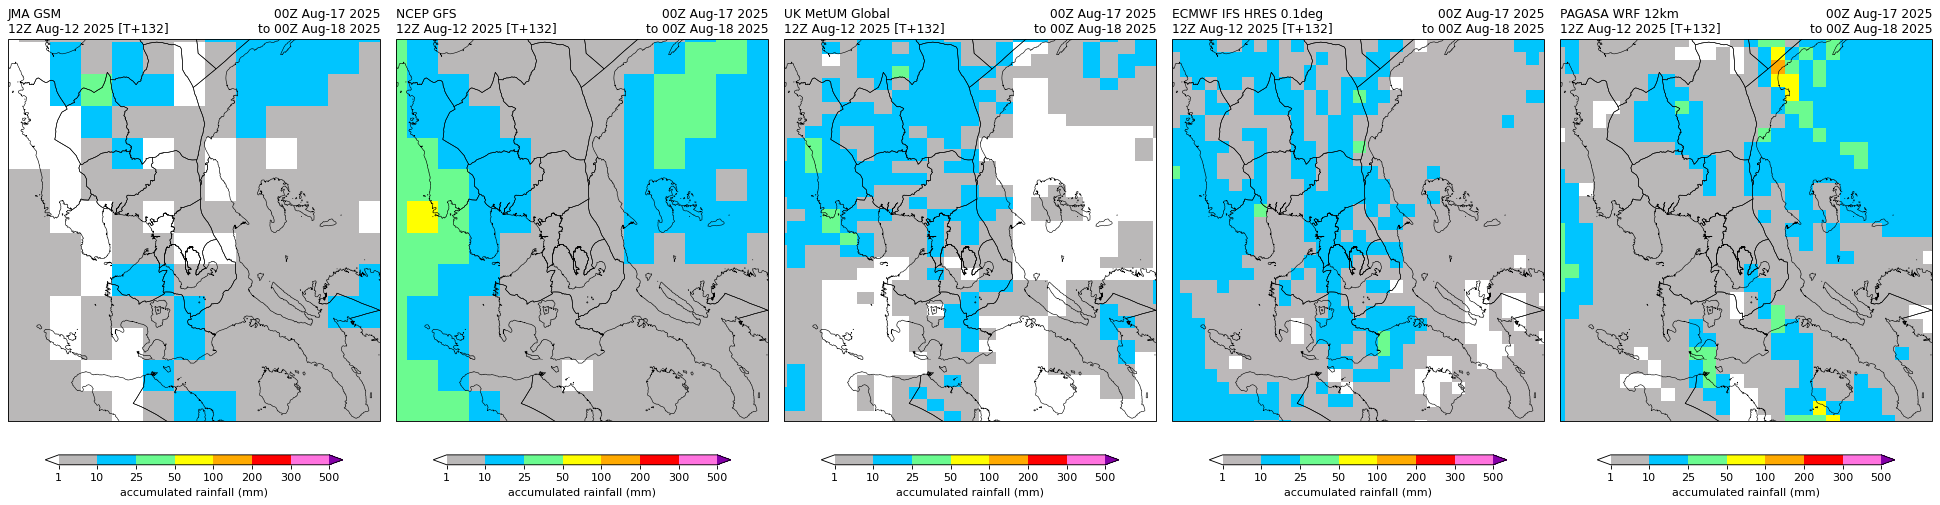 JMA GSM 00Z Aug-17 2025
12Z Aug-12 2025 [T+132] to 00Z Aug-18 2025
1 10 25 50 100 200 300 500
accumulated rainfall (mm)
NCEP GFS 00Z Aug-17 2025
12Z Aug-12 2025 [T+132] to 00Z Aug-18 2025
1 10 25 50 100 200 300 500
accumulated rainfall (mm)
UK MetUM Global 00Z Aug-17 2025
12Z Aug-12 2025 [T+132] to 00Z Aug-18 2025
1 10 25 50 100 200 300 500
accumulated rainfall (mm)
ECMWF IFS HRES 0.1deg 00Z Aug-17 2025
12Z Aug-12 2025 [T+132] to 00Z Aug-18 2025
1 10 25 50 100 200 300 500
accumulated rainfall (mm)
PAGASA WRF 12km 00Z Aug-17 2025
12Z Aug-12 2025 [T+132] to 00Z Aug-18 2025
1 10 25 50 100 200 300 500
accumulated rainfall (mm)